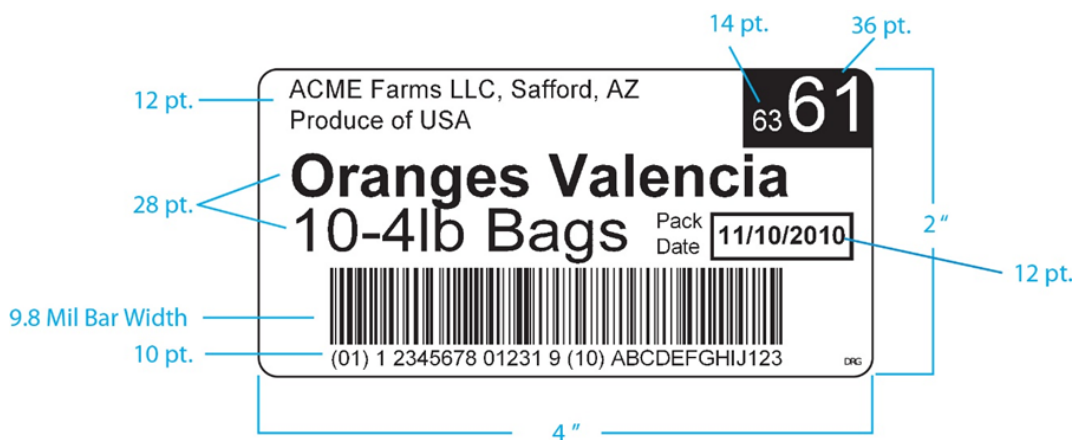 14 pt.
36 pt.
12 pt.
ACME Farms LLC, Safford, AZ
Produce of USA
63 61
28 pt.
Oranges Valencia
10-4lb Bags
Pack
Date
11/10/2010
2"
12 pt.
9.8 Mil Bar Width
10 pt.
(01) 1 2345678 01231 9 (10) ABCDEFGHIJ123
DRG
4"